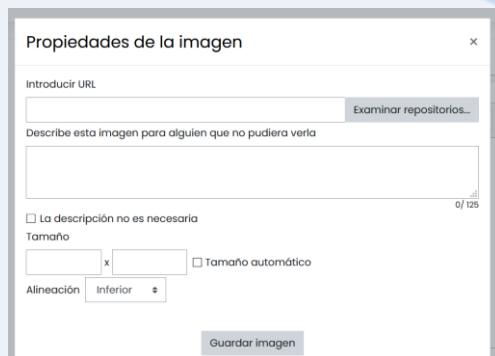 Propiedades de la imagen ×
Introducir URL
Examinar repositorios...
Describe esta imagen para alguien que no pudiera verla
0/ 125
La descripción no es necesaria
Tamaño
x Tamaño automático
Alineación Inferior
Guardar imagen